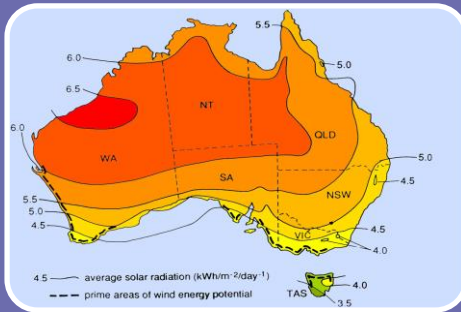 5.5
6.0
5.0
6.5
NT
6.0
QLD
WA
5.0
SA
4.5
NSW
5.5
5.0
4.5
VIC
4.5
4.0
4.5 average solar radiation (kWh/m-²/day-¹)
prime areas of wind energy potential
TAS
4.0
3.5